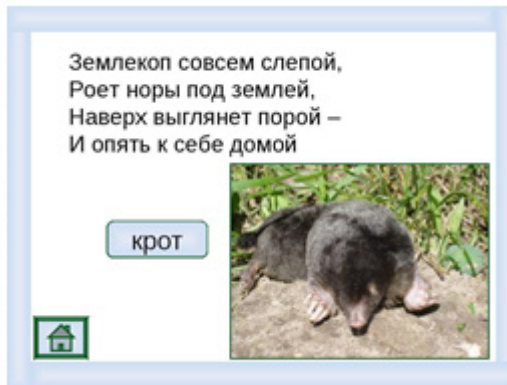 Землекоп совсем слепой,
Роет норы под землей,
Наверх выглянет порой –
И опять к себе домой
крот